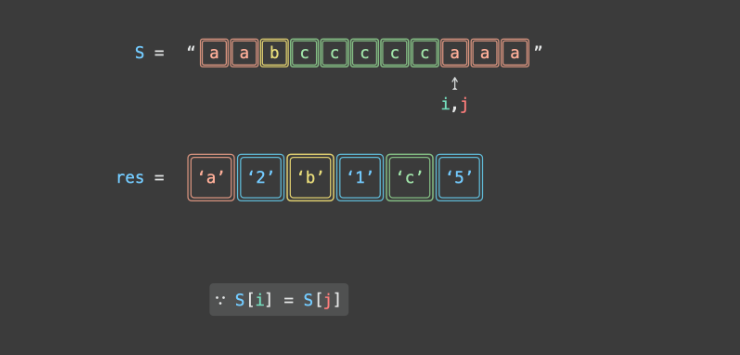 S = “ a a b c c c c c a a a ”
↑
i,j
res = ‘a’ ‘2’ ‘b’ ‘1’ ‘c’ ‘5’
∵ S[i] = S[j]